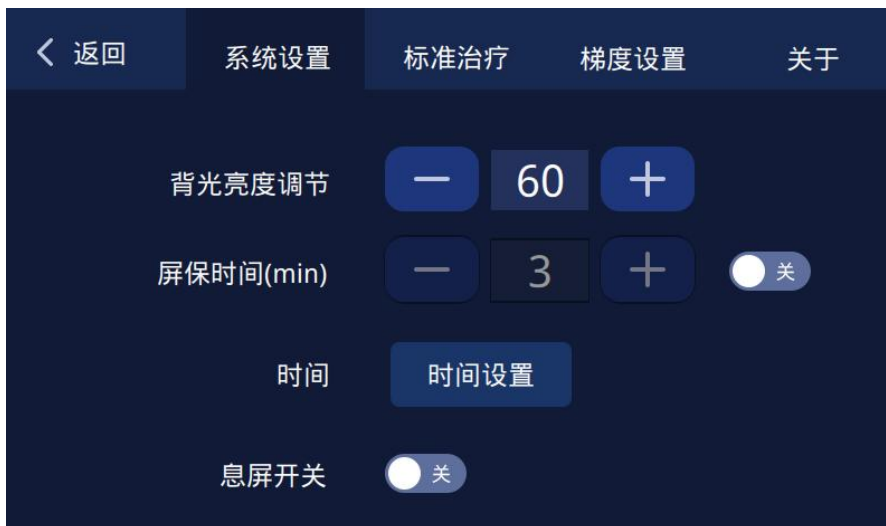 返回 系统设置 标准治疗 梯度设置 关于
背光亮度调节 − 60 +
屏保时间(min) − 3 + 关
时间 时间设置
息屏开关 关